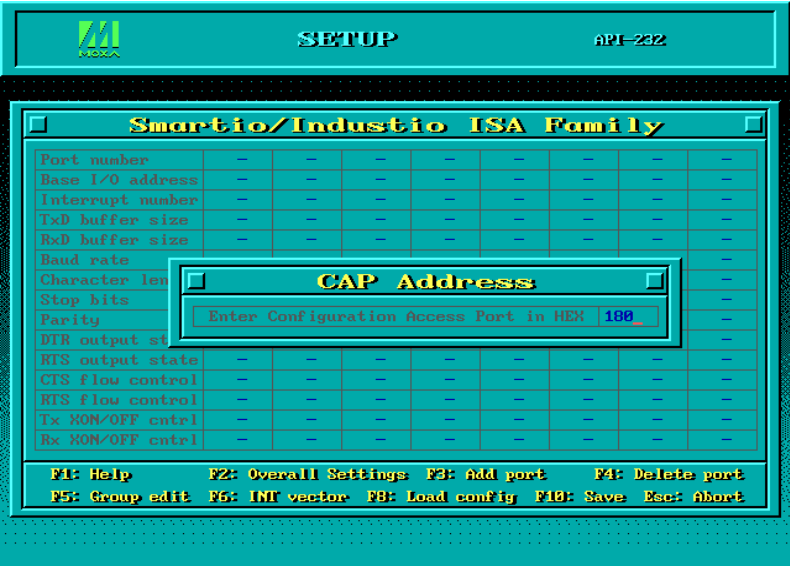 MOXA SETUP API-232
Smartio/Industio ISA Family
Port number - - - - - - - -
Base I/O address - - - - - - - -
Interrupt number - - - - - - - -
TxD buffer size - - - - - - - -
RxD buffer size - - - - - - - -
Baud rate -
Character len -
CAP Address
Stop bits -
Enter Configuration Access Port in HEX 180_
Parity -
DTR output st -
RTS output state - - - - - - - -
CTS flow control - - - - - - - -
RTS flow control - - - - - - - -
Tx XON/OFF cntrl - - - - - - - -
Rx XON/OFF cntrl - - - - - - - -
F1: Help F2: Overall Settings F3: Add port F4: Delete port
F5: Group edit F6: INT vector F8: Load config F10: Save Esc: Abort